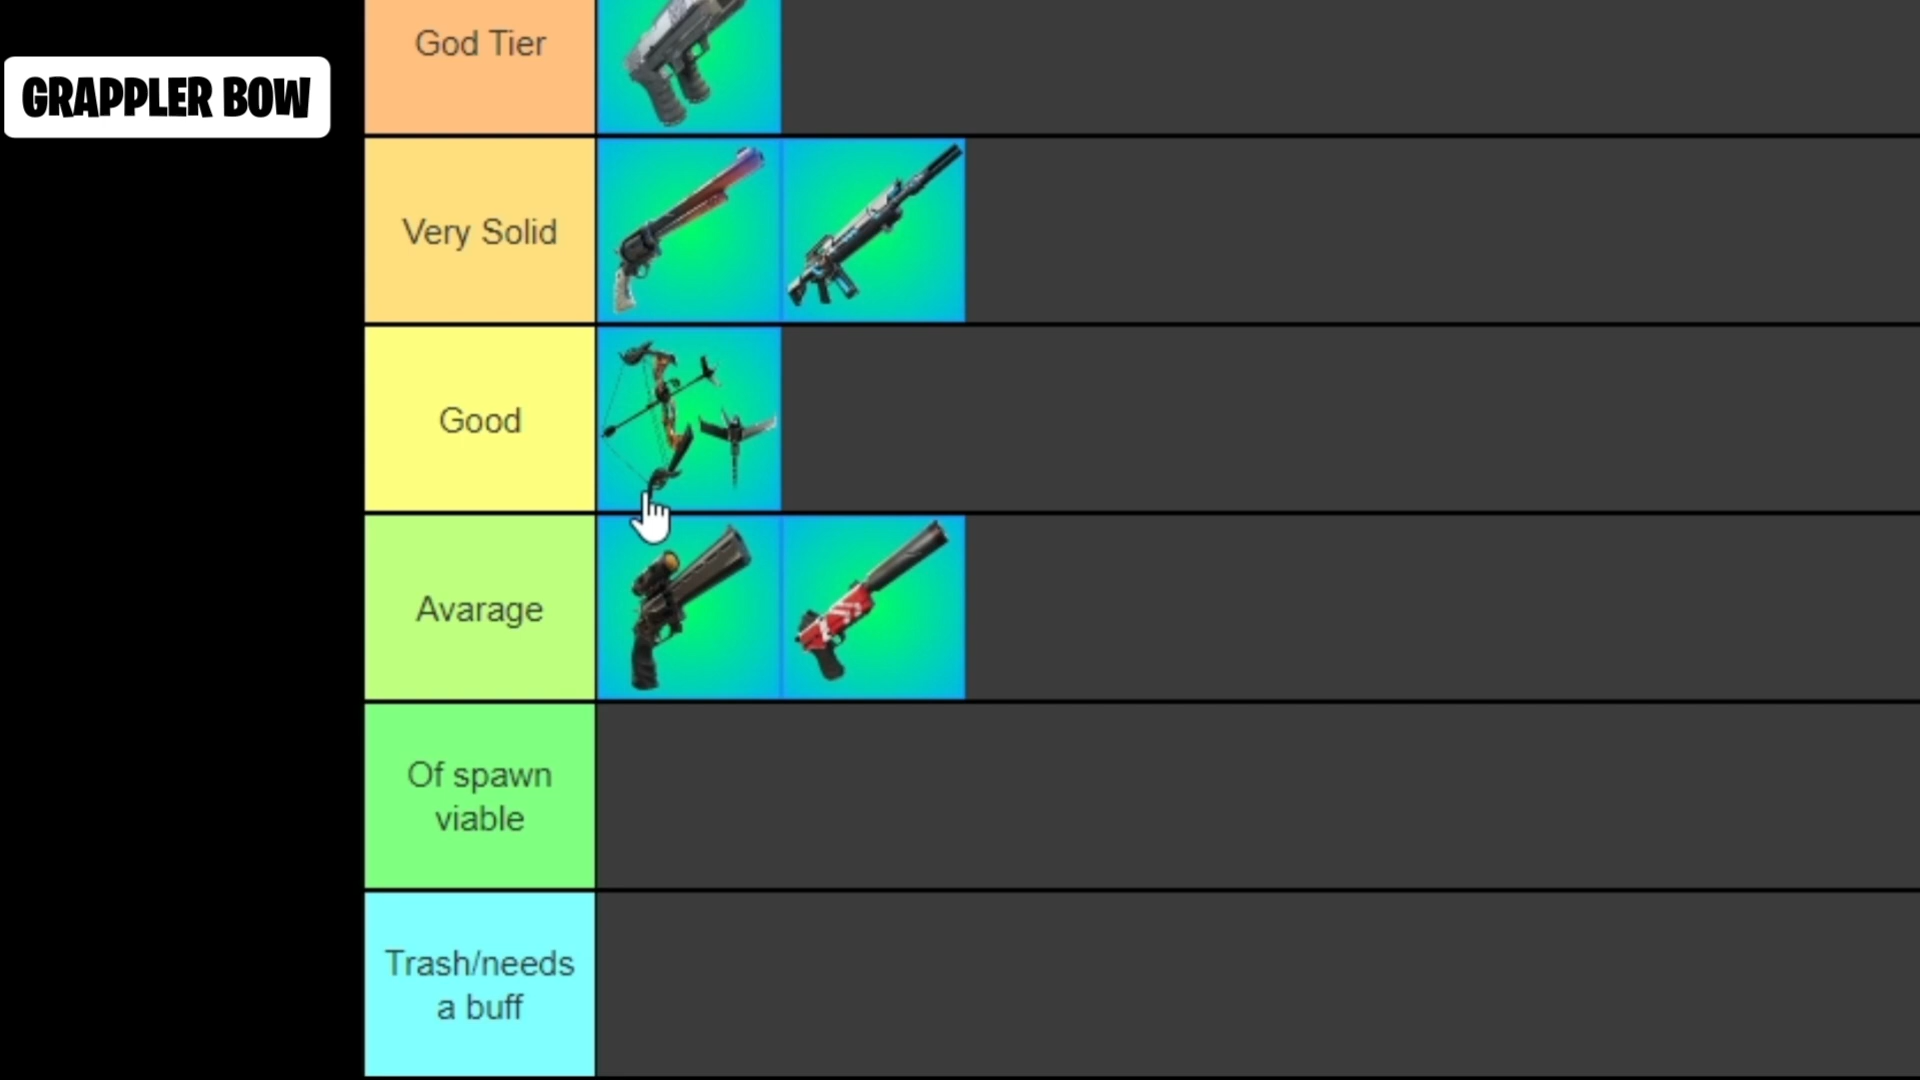 God Tier
GRAPPLER BOW
Very Solid
Good
Avarage
Of spawn
viable
Trash/needs
a buff